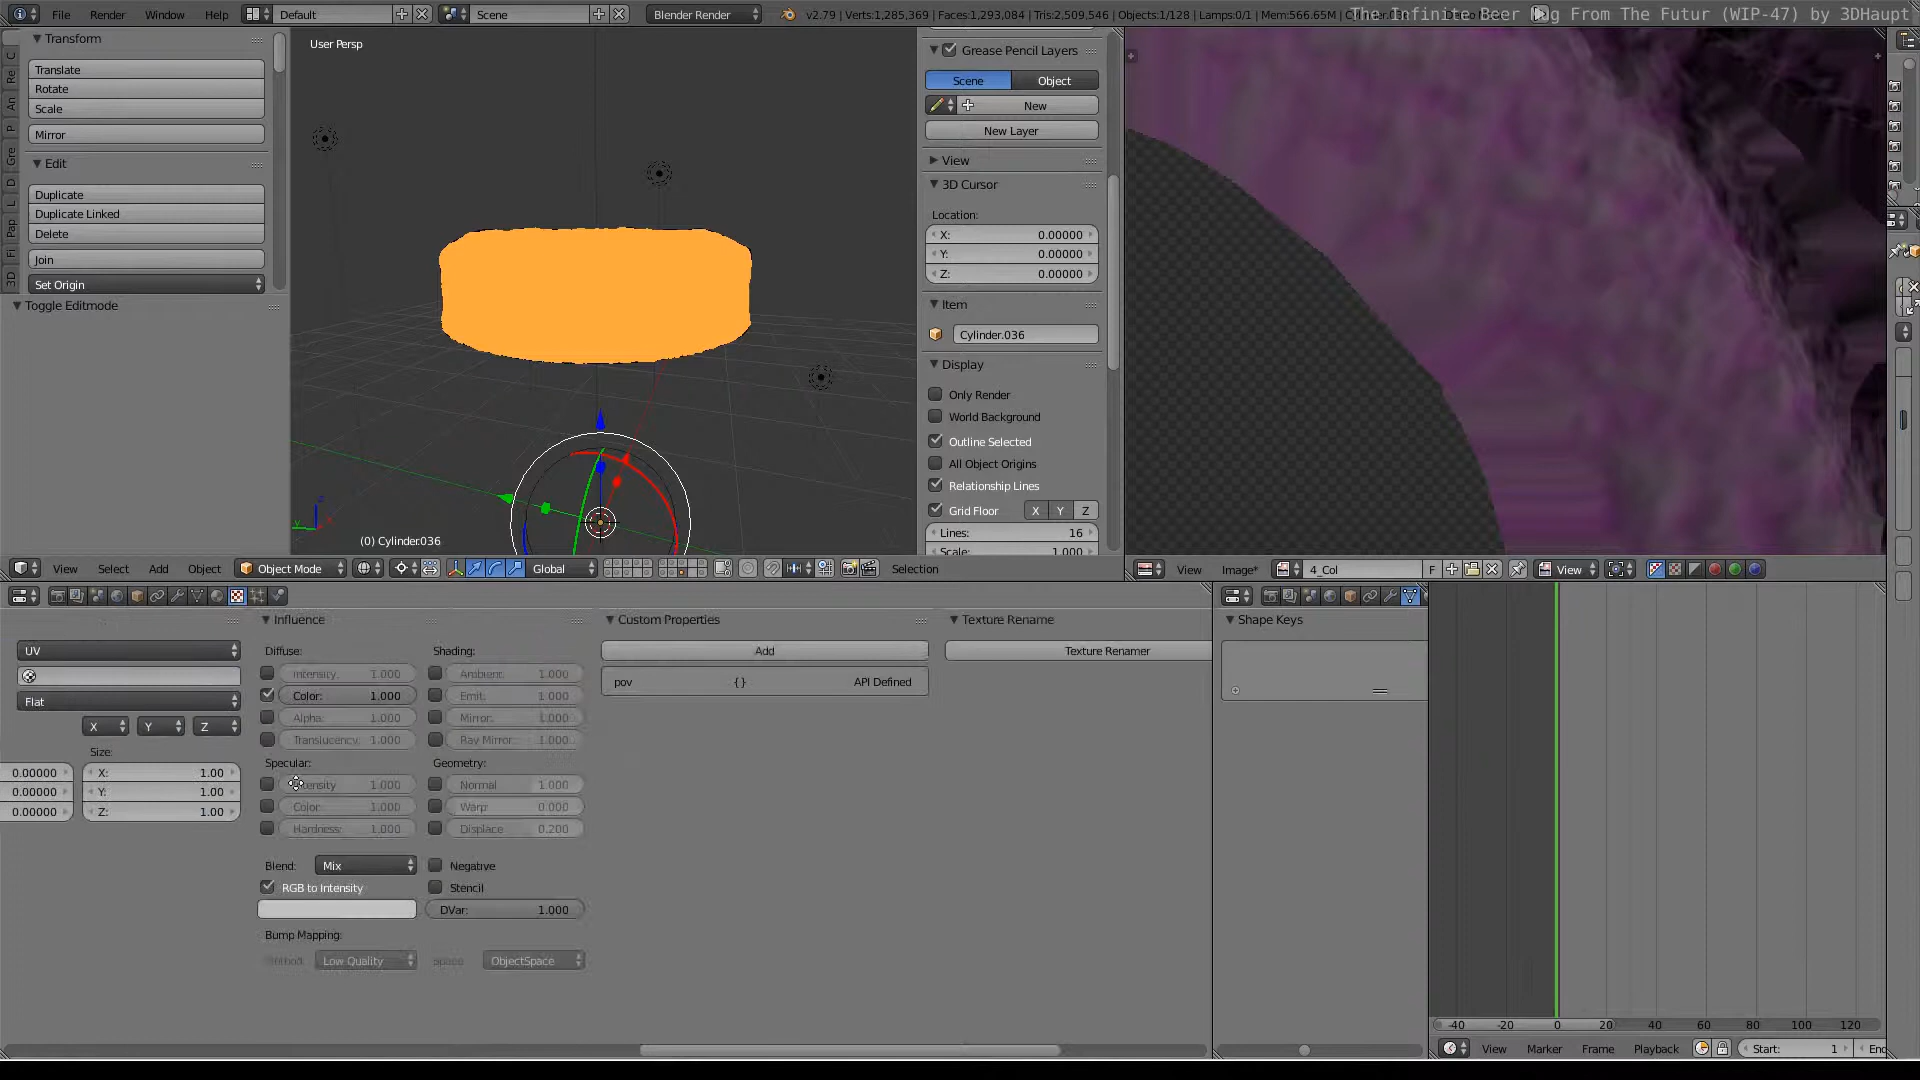 File Render Window Help Default Scene Blender Render v2.79 | Verts:1,285,369 | Faces:1,293,084 | Tris:2,509,546 | Objects:1/128 | Lamps:0/1 | Mem:566.65M |
The Infinite Beer From The Futur (WIP-47) by 3DHaupt
Transform
Translate
Rotate
Scale
Mirror
Edit
Duplicate
Duplicate Linked
Delete
Join
Set Origin
Toggle Editmode
C
Re
An
P
Gre
D
L
Pap
Fi
3D
User Persp
(0) Cylinder.036
Grease Pencil Layers
Scene Object
New
New Layer
View
3D Cursor
Location:
X: 0.00000
Y: 0.00000
Z: 0.00000
Item
Cylinder.036
Display
Only Render
World Background
Outline Selected
All Object Origins
Relationship Lines
Grid Floor X Y Z
Lines: 16
Scale: 1.000
View Select Add Object Object Mode Global Selection
View Image* 4_Col F View
UV
Flat
X Y Z
Size:
0.00000 X: 1.00
0.00000 Y: 1.00
0.00000 Z: 1.00
Influence
Diffuse: Shading:
Intensity: 1.000 Ambient: 1.000
Color: 1.000 Emit: 1.000
Alpha: 1.000 Mirror: 1.000
Translucency: 1.000 Ray Mirror: 1.000
Specular: Geometry:
1.000 Normal 1.000
Color: 1.000 Warp: 0.000
Hardness: 1.000 Displace 0.200
Blend: Mix Negative
RGB to Intensity Stencil
DVar: 1.000
Bump Mapping:
Low Quality Space ObjectSpace
Custom Properties
Add
pov {} API Defined
Texture Rename
Texture Renamer
Shape Keys
-40 -20 0 20 40 60 80 100 120
View Marker Frame Playback Start: 1